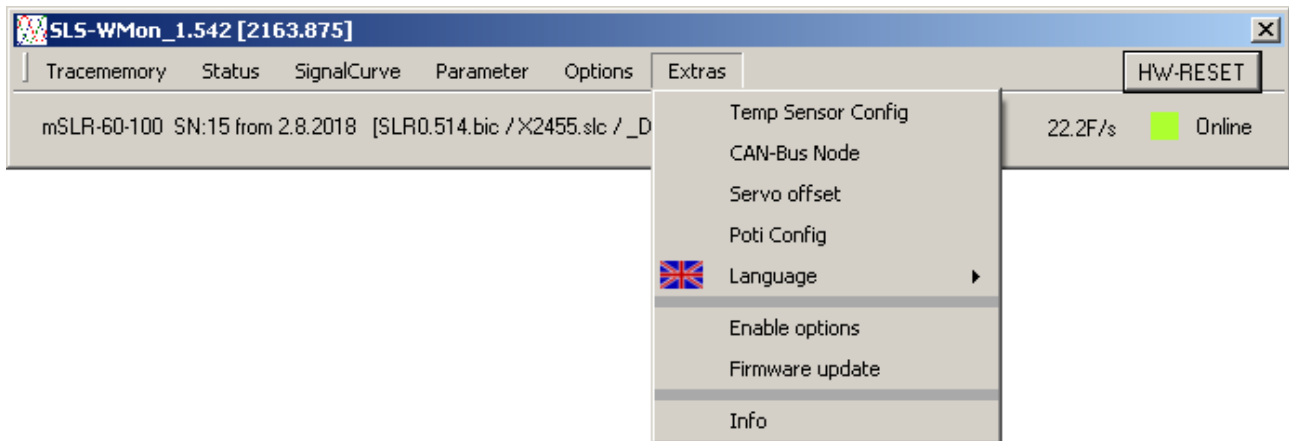 SLS-WMon_1.542 [2163.875]
Tracememory Status SignalCurve Parameter Options Extras HW-RESET
mSLR-60-100 SN:15 from 2.8.2018 [SLR0.514.bic / X2455.slc / _D 22.2F/s Online
Temp Sensor Config
CAN-Bus Node
Servo offset
Poti Config
Language
Enable options
Firmware update
Info